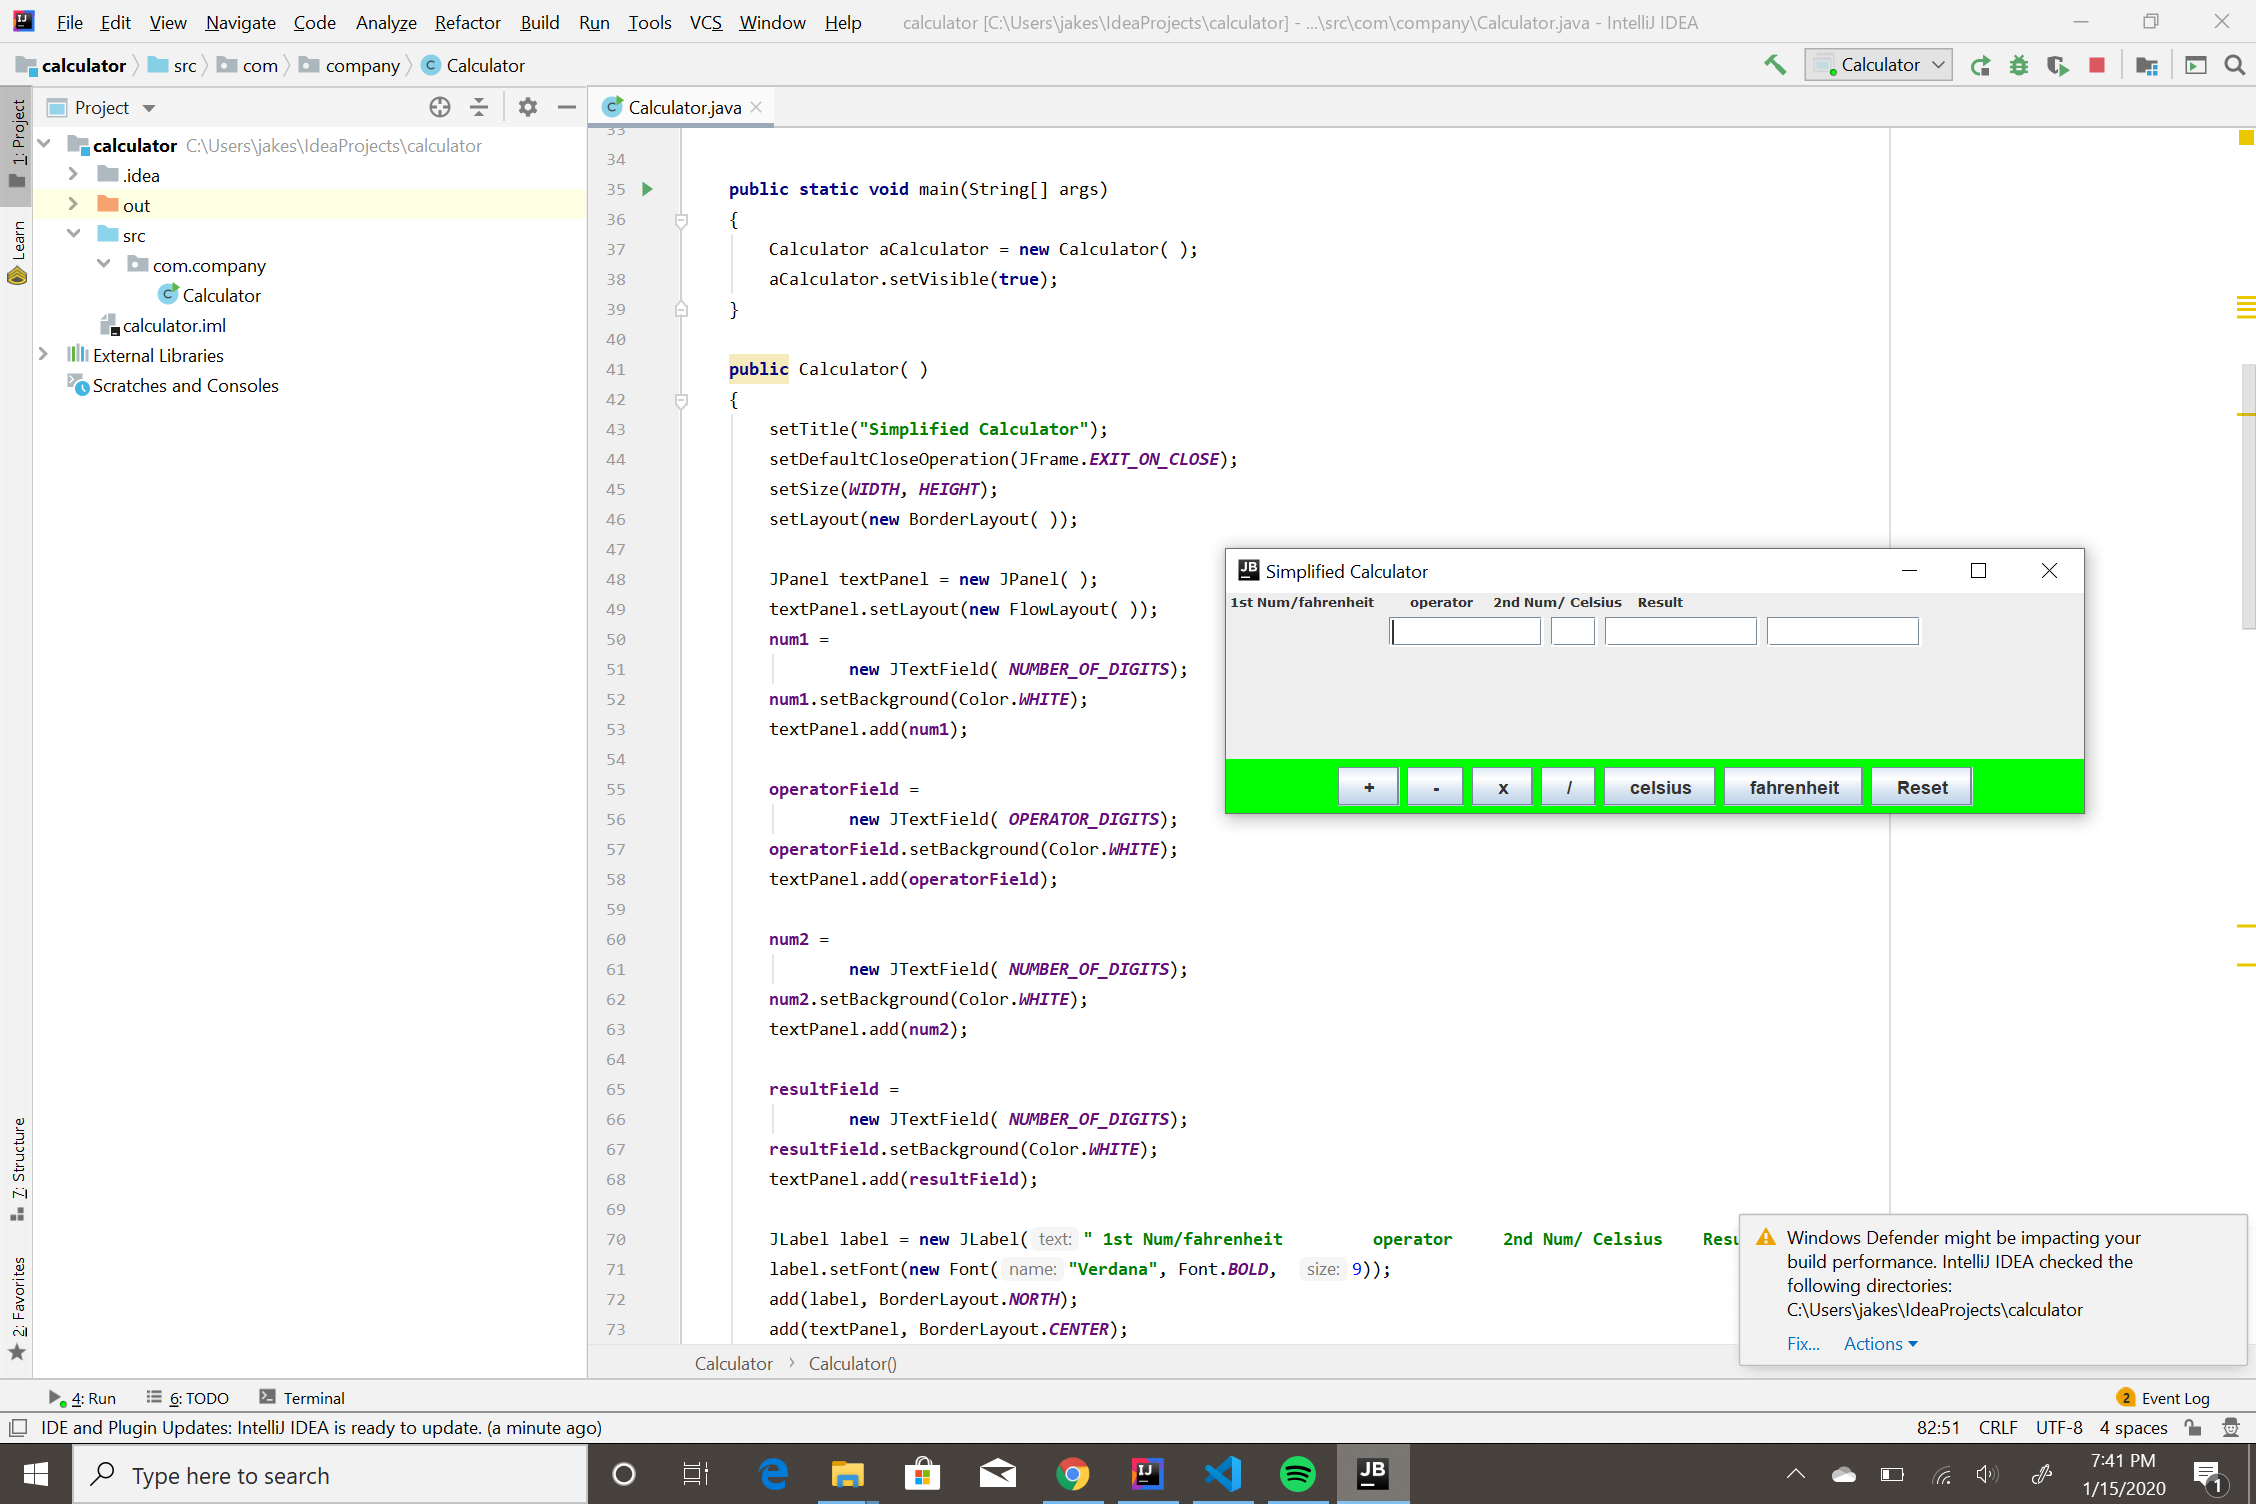 File Edit View Navigate Code Analyze Refactor Build Run Tools VCS Window Help calculator [C:\Users\jakes\IdeaProjects\calculator] - ...\src\com\company\Calculator.java - IntelliJ IDEA
calculator src com company Calculator
Calculator
1: Project
Learn
7: Structure
2: Favorites
Project
calculator C:\Users\jakes\IdeaProjects\calculator
.idea
out
src
com.company
Calculator
calculator.iml
External Libraries
Scratches and Consoles
Calculator.java
33
34
35 public static void main(String[] args)
36 {
37 Calculator aCalculator = new Calculator( );
38 aCalculator.setVisible(true);
39 }
40
41 public Calculator( )
42 {
43 setTitle("Simplified Calculator");
44 setDefaultCloseOperation(JFrame.EXIT_ON_CLOSE);
45 setSize(WIDTH, HEIGHT);
46 setLayout(new BorderLayout( ));
47
48 JPanel textPanel = new JPanel( );
49 textPanel.setLayout(new FlowLayout( ));
50 num1 =
51 new JTextField( NUMBER_OF_DIGITS);
52 num1.setBackground(Color.WHITE);
53 textPanel.add(num1);
54
55 operatorField =
56 new JTextField( OPERATOR_DIGITS);
57 operatorField.setBackground(Color.WHITE);
58 textPanel.add(operatorField);
59
60 num2 =
61 new JTextField( NUMBER_OF_DIGITS);
62 num2.setBackground(Color.WHITE);
63 textPanel.add(num2);
64
65 resultField =
66 new JTextField( NUMBER_OF_DIGITS);
67 resultField.setBackground(Color.WHITE);
68 textPanel.add(resultField);
69
70 JLabel label = new JLabel( text: " 1st Num/fahrenheit operator 2nd Num/ Celsius Resu
71 label.setFont(new Font( name: "Verdana", Font.BOLD, size: 9));
72 add(label, BorderLayout.NORTH);
73 add(textPanel, BorderLayout.CENTER);
Calculator › Calculator()
JB Simplified Calculator
1st Num/fahrenheit operator 2nd Num/ Celsius Result
+ - x / celsius fahrenheit Reset
Windows Defender might be impacting your
build performance. IntelliJ IDEA checked the
following directories:
C:\Users\jakes\IdeaProjects\calculator
Fix... Actions
4: Run 6: TODO Terminal 2 Event Log
IDE and Plugin Updates: IntelliJ IDEA is ready to update. (a minute ago) 82:51 CRLF UTF-8 4 spaces
Type here to search
IJ JB
7:41 PM
1/15/2020
1